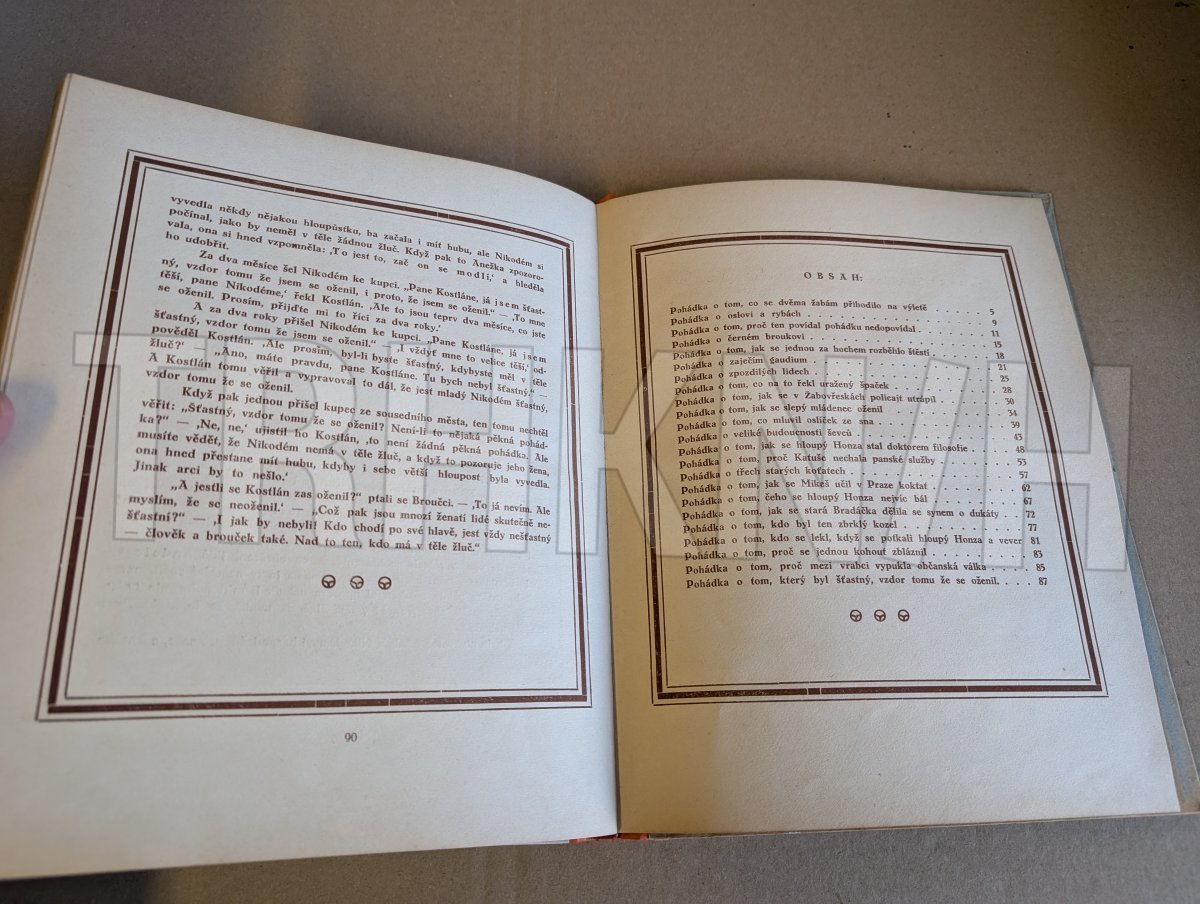 vyvedla někdy nějakou hloupůstku, ba začala i mít hubu, ale Nikodém si
počínal, jako by neměl v těle žádnou žluč. Když pak to Anežka zpozoro-
vala, ona si hned vzpomněla: ‚To jest to, zač on se modlí,‘ a hleděla
ho udobřit.
Za dva měsíce šel Nikodém ke kupci. „Pane Kostláne, já jsem šťast-
ný, vzdor tomu že jsem se oženil, i proto, že jsem se oženil.“ — ‚To mne
těší, pane Nikodéme,‘ řekl Kostlán. ‚Ale to jsou teprv dva měsíce, co jste
se oženil. Prosím, přijďte mi to říci za dva roky.‘
A za dva roky přišel Nikodém ke kupci. „Pane Kostláne, já jsem
šťastný, vzdor tomu že jsem se oženil.“ — ‚I vždyť mne to velice těší,‘ od-
pověděl Kostlán. ‚Ale prosím, byl-li byste šťastný, kdybyste měl v těle
žluč?‘ — „Ano, máte pravdu, pane Kostláne. Tu bych nebyl šťastný.“ —
A Kostlán tomu věřil a vypravoval to dál, že jest mladý Nikodém šťastný,
vzdor tomu že se oženil.
Když pak jednou přišel kupec ze sousedního města, ten tomu nechtěl
věřit: „Šťastný, vzdor tomu že se oženil? Není-li to nějaká pěkná pohád-
ka?“ — ‚Ne, ne,‘ ujistil ho Kostlán, ‚to není žádná pěkná pohádka. Ale
musíte vědět, že Nikodém nemá v těle žluč, a když to pozoruje jeho žena,
ona hned přestane mít hubu, kdyby i sebe větší hloupost byla vyvedla.
Jinak arci by to nešlo.‘
„A jestli se Kostlán zas oženil?“ ptali se Broučci. — ‚To já nevím. Ale
myslím, že se neoženil.‘ — „Což pak jsou mnozí ženatí lidé skutečně ne-
šťastní?“ — ‚I jak by nebyli! Kdo chodí po své hlavě, jest vždy nešťastný
— člověk a brouček také. Nad to ten, kdo má v těle žluč.“
90
OBSAH:
Pohádka o tom, co se dvěma žabám přihodilo na výletě . . . 5
Pohádka o oslovi a rybách . . . 9
Pohádka o tom, proč ten povídal pohádku nedopovídal . . . 11
Pohádka o černém broukovi . . . 15
Pohádka o tom, jak se jednou za hochem rozběhlo štěstí . . . 18
Pohádka o zaječím gaudium . . . 21
Pohádka o zpozdilých lidech . . . 25
Pohádka o tom, co na to řekl uražený špaček . . . 28
Pohádka o tom, jak se v Žabovřeskách policajt utrápil . . . 30
Pohádka o tom, jak se slepý mládenec oženil . . . 34
Pohádka o tom, co mluvil oslíček ze sna . . . 39
Pohádka o veliké budoucnosti ševců . . . 43
Pohádka o tom, jak se hloupý Honza stal doktorem filosofie . . . 48
Pohádka o tom, proč Katuše nechala panské služby . . . 53
Pohádka o třech starých koťatech . . . 57
Pohádka o tom, jak se Mikeš učil v Praze koktat . . . 62
Pohádka o tom, čeho se hloupý Honza nejvíc bál . . . 67
Pohádka o tom, jak se stará Bradáčka dělila se synem o dukáty . 72
Pohádka o tom, kdo byl ten zbrklý kozel . . . 77
Pohádka o tom, kdo se lekl, když se potkali hloupý Honza a vever 81
Pohádka o tom, proč se jednou kohout zbláznil . . . 83
Pohádka o tom, proč mezi vrabci vypukla občanská válka . . . 85
Pohádka o tom, který byl šťastný, vzdor tomu že se oženil. . . . 87